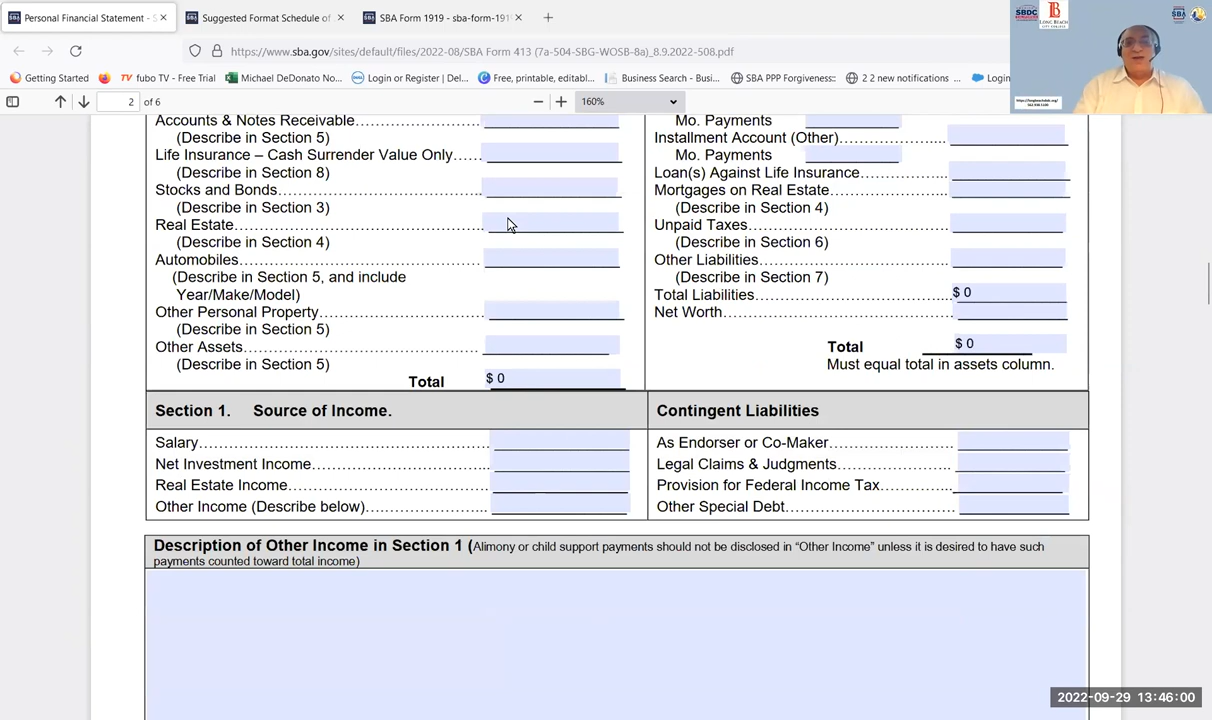 Personal Financial Statement - S
Suggested Format Schedule of
SBA Form 1919 - sba-form-191
https://www.sba.gov/sites/default/files/2022-08/SBA Form 413 (7a-504-SBG-WOSB-8a)_8.9.2022-508.pdf
Getting Started
fubo TV - Free Trial
Michael DeDonato No...
Login or Register | Del...
Free, printable, editabl...
Business Search - Busi...
SBA PPP Forgiveness:
2 2 new notifications ...
Login
SBDC
LONG BEACH
CITY COLLEGE
SBA
2 of 6
160%
Accounts & Notes Receivable
(Describe in Section 5)
Life Insurance – Cash Surrender Value Only
(Describe in Section 8)
Stocks and Bonds
(Describe in Section 3)
Real Estate
(Describe in Section 4)
Automobiles
(Describe in Section 5, and include
Year/Make/Model)
Other Personal Property
(Describe in Section 5)
Other Assets
(Describe in Section 5)
Total $ 0
Mo. Payments
Installment Account (Other)
Mo. Payments
Loan(s) Against Life Insurance
Mortgages on Real Estate
(Describe in Section 4)
Unpaid Taxes
(Describe in Section 6)
Other Liabilities
(Describe in Section 7)
Total Liabilities $ 0
Net Worth
Total $ 0
Must equal total in assets column.
Section 1. Source of Income.
Salary
Net Investment Income
Real Estate Income
Other Income (Describe below)
Contingent Liabilities
As Endorser or Co-Maker
Legal Claims & Judgments
Provision for Federal Income Tax
Other Special Debt
Description of Other Income in Section 1 (Alimony or child support payments should not be disclosed in “Other Income” unless it is desired to have such
payments counted toward total income)
2022-09-29 13:46:00